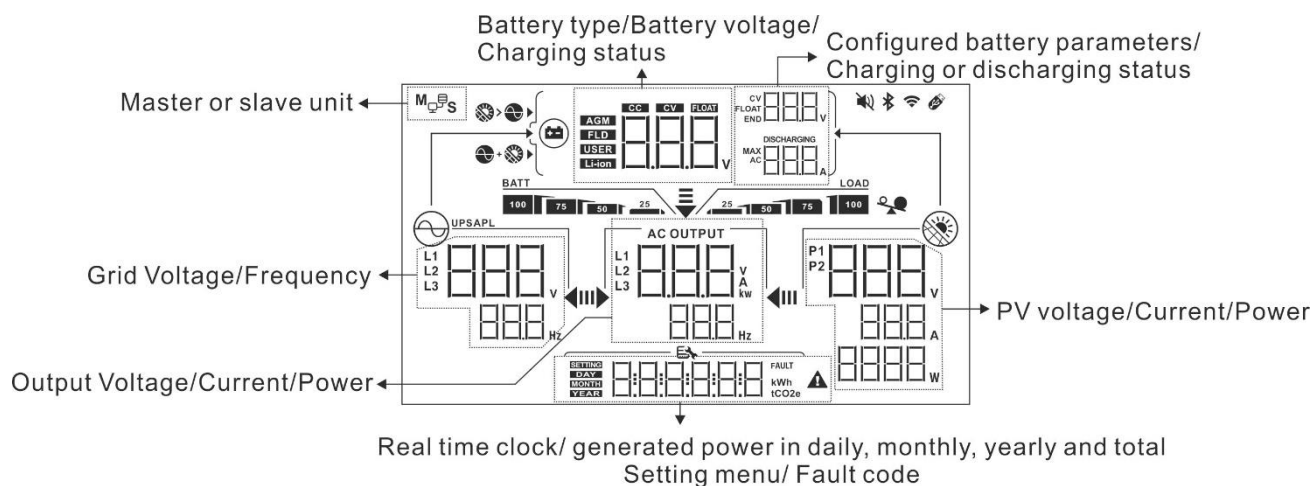 Battery type/Battery voltage/
Charging status
Configured battery parameters/
Charging or discharging status
Master or slave unit
M S
CC CV FLOAT
AGM
FLD
USER
Li-ion
V
CV
FLOAT
END
V
DISCHARGING
MAX
AC
A
BATT
LOAD
100 75 50 25
25 50 75 100
UPSAPL
L1
L2
L3
V
Hz
AC OUTPUT
L1
L2
L3
V
A
kw
Hz
P1
P2
V
A
W
Grid Voltage/Frequency
PV voltage/Current/Power
Output Voltage/Current/Power
SETTING
DAY
MONTH
YEAR
FAULT
kWh
tCO2e
Real time clock/ generated power in daily, monthly, yearly and total
Setting menu/ Fault code